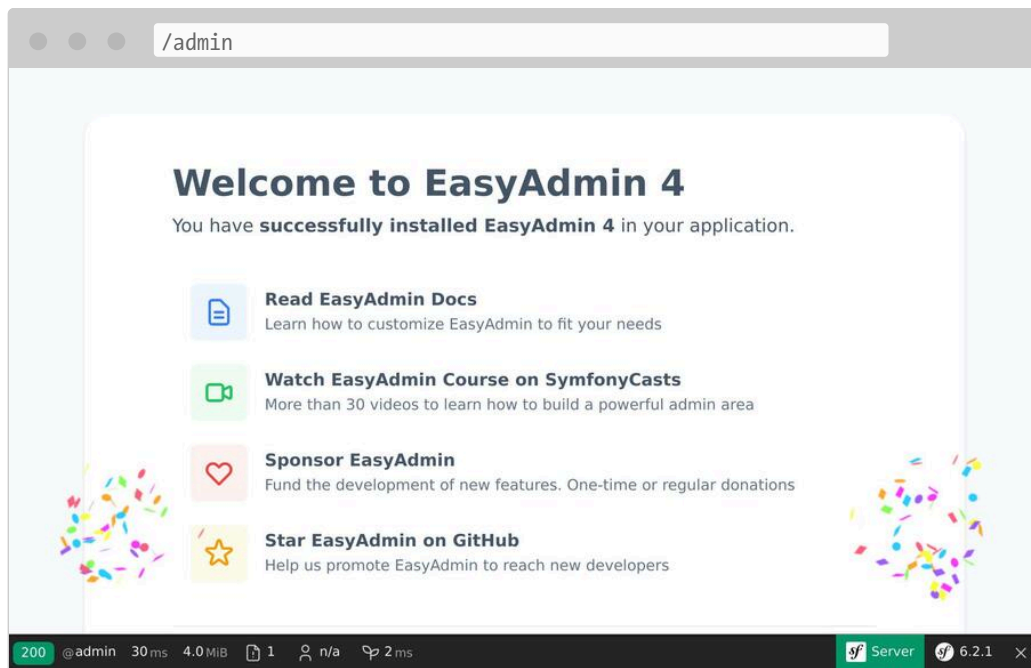 /admin
Welcome to EasyAdmin 4
You have successfully installed EasyAdmin 4 in your application.
Read EasyAdmin Docs
Learn how to customize EasyAdmin to fit your needs
Watch EasyAdmin Course on SymfonyCasts
More than 30 videos to learn how to build a powerful admin area
Sponsor EasyAdmin
Fund the development of new features. One-time or regular donations
Star EasyAdmin on GitHub
Help us promote EasyAdmin to reach new developers
200 @admin 30 ms 4.0 MiB 1 n/a 2 ms sf Server sf 6.2.1